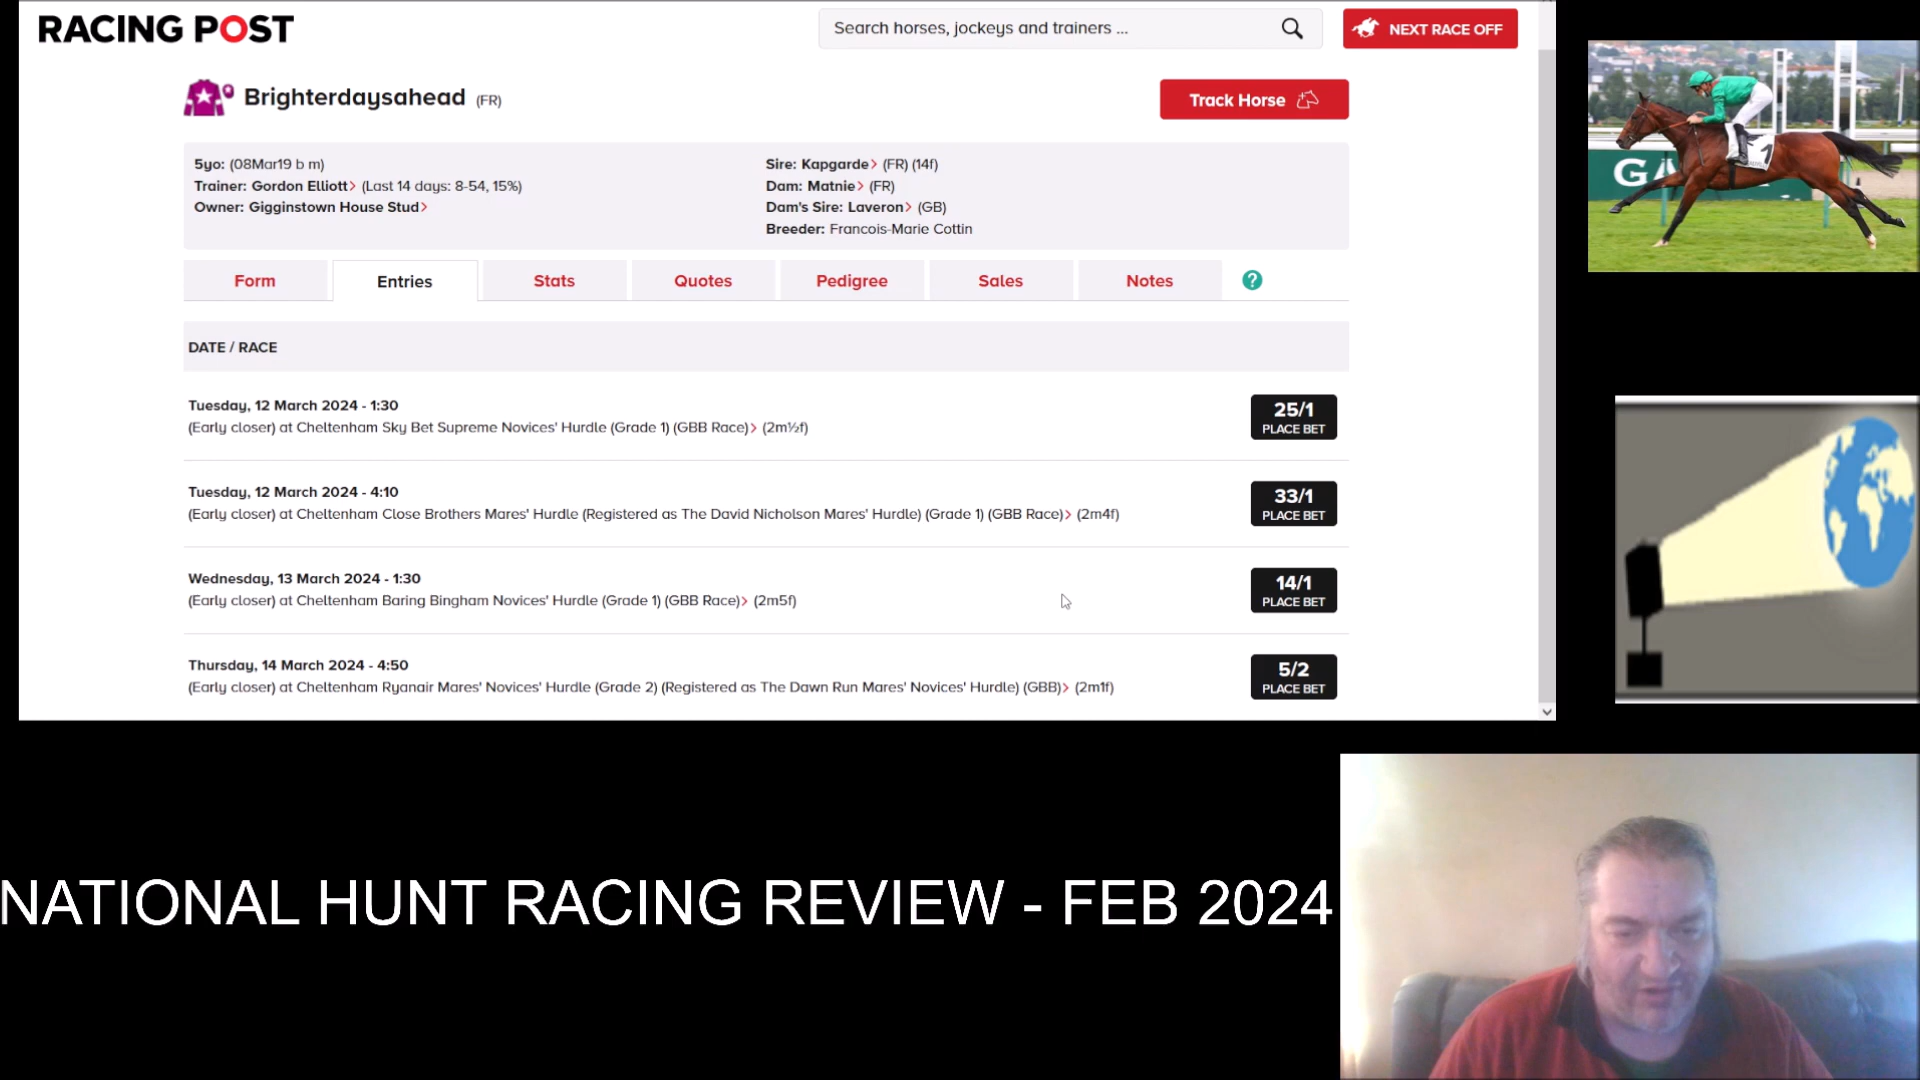 RACING POST
Search horses, jockeys and trainers ...
NEXT RACE OFF
Brighterdaysahead (FR)
Track Horse
5yo: (08Mar19 b m)
Trainer: Gordon Elliott> (Last 14 days: 8-54, 15%)
Owner: Gigginstown House Stud>
Sire: Kapgarde> (FR) (14f)
Dam: Matnie> (FR)
Dam's Sire: Laveron> (GB)
Breeder: Francois-Marie Cottin
Form
Entries
Stats
Quotes
Pedigree
Sales
Notes
?
DATE / RACE
Tuesday, 12 March 2024 - 1:30
(Early closer) at Cheltenham Sky Bet Supreme Novices' Hurdle (Grade 1) (GBB Race)> (2m½f)
25/1
PLACE BET
Tuesday, 12 March 2024 - 4:10
(Early closer) at Cheltenham Close Brothers Mares' Hurdle (Registered as The David Nicholson Mares' Hurdle) (Grade 1) (GBB Race)> (2m4f)
33/1
PLACE BET
Wednesday, 13 March 2024 - 1:30
(Early closer) at Cheltenham Baring Bingham Novices' Hurdle (Grade 1) (GBB Race)> (2m5f)
14/1
PLACE BET
Thursday, 14 March 2024 - 4:50
(Early closer) at Cheltenham Ryanair Mares' Novices' Hurdle (Grade 2) (Registered as The Dawn Run Mares' Novices' Hurdle) (GBB)> (2m1f)
5/2
PLACE BET
1
NATIONAL HUNT RACING REVIEW - FEB 2024